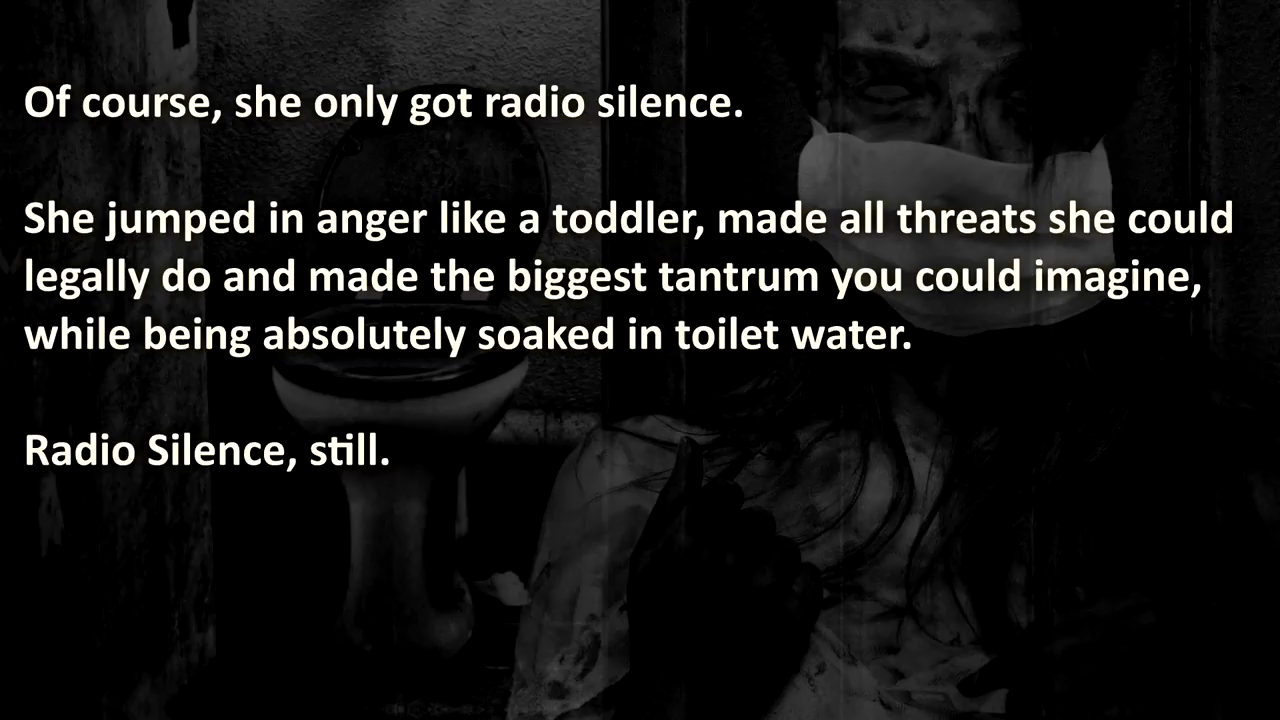 Of course, she only got radio silence.
She jumped in anger like a toddler, made all threats she could
legally do and made the biggest tantrum you could imagine,
while being absolutely soaked in toilet water.
Radio Silence, still.